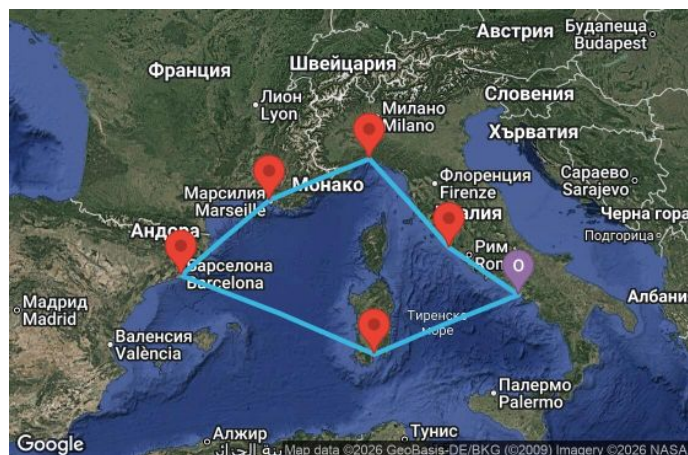 Австрия
Будапеща
Budapest
Швейцария
Франция
Словения
Лион
Lyon
Милано
Milano
Хърватия
Монако
Флоренция
Firenze
Сараево
Sarajevo
Марсилия
Marseille
Андора
Черна гора
Подгорица
Рим
Барселона
Barcelona
O
Мадрид
Madrid
Албани
Валенсия
València
Тиренско
море
Палермо
Palermo
Алжир
Тунис
Google
Map data ©2026 GeoBasis-DE/BKG (©2009) Imagery ©2026 NASA